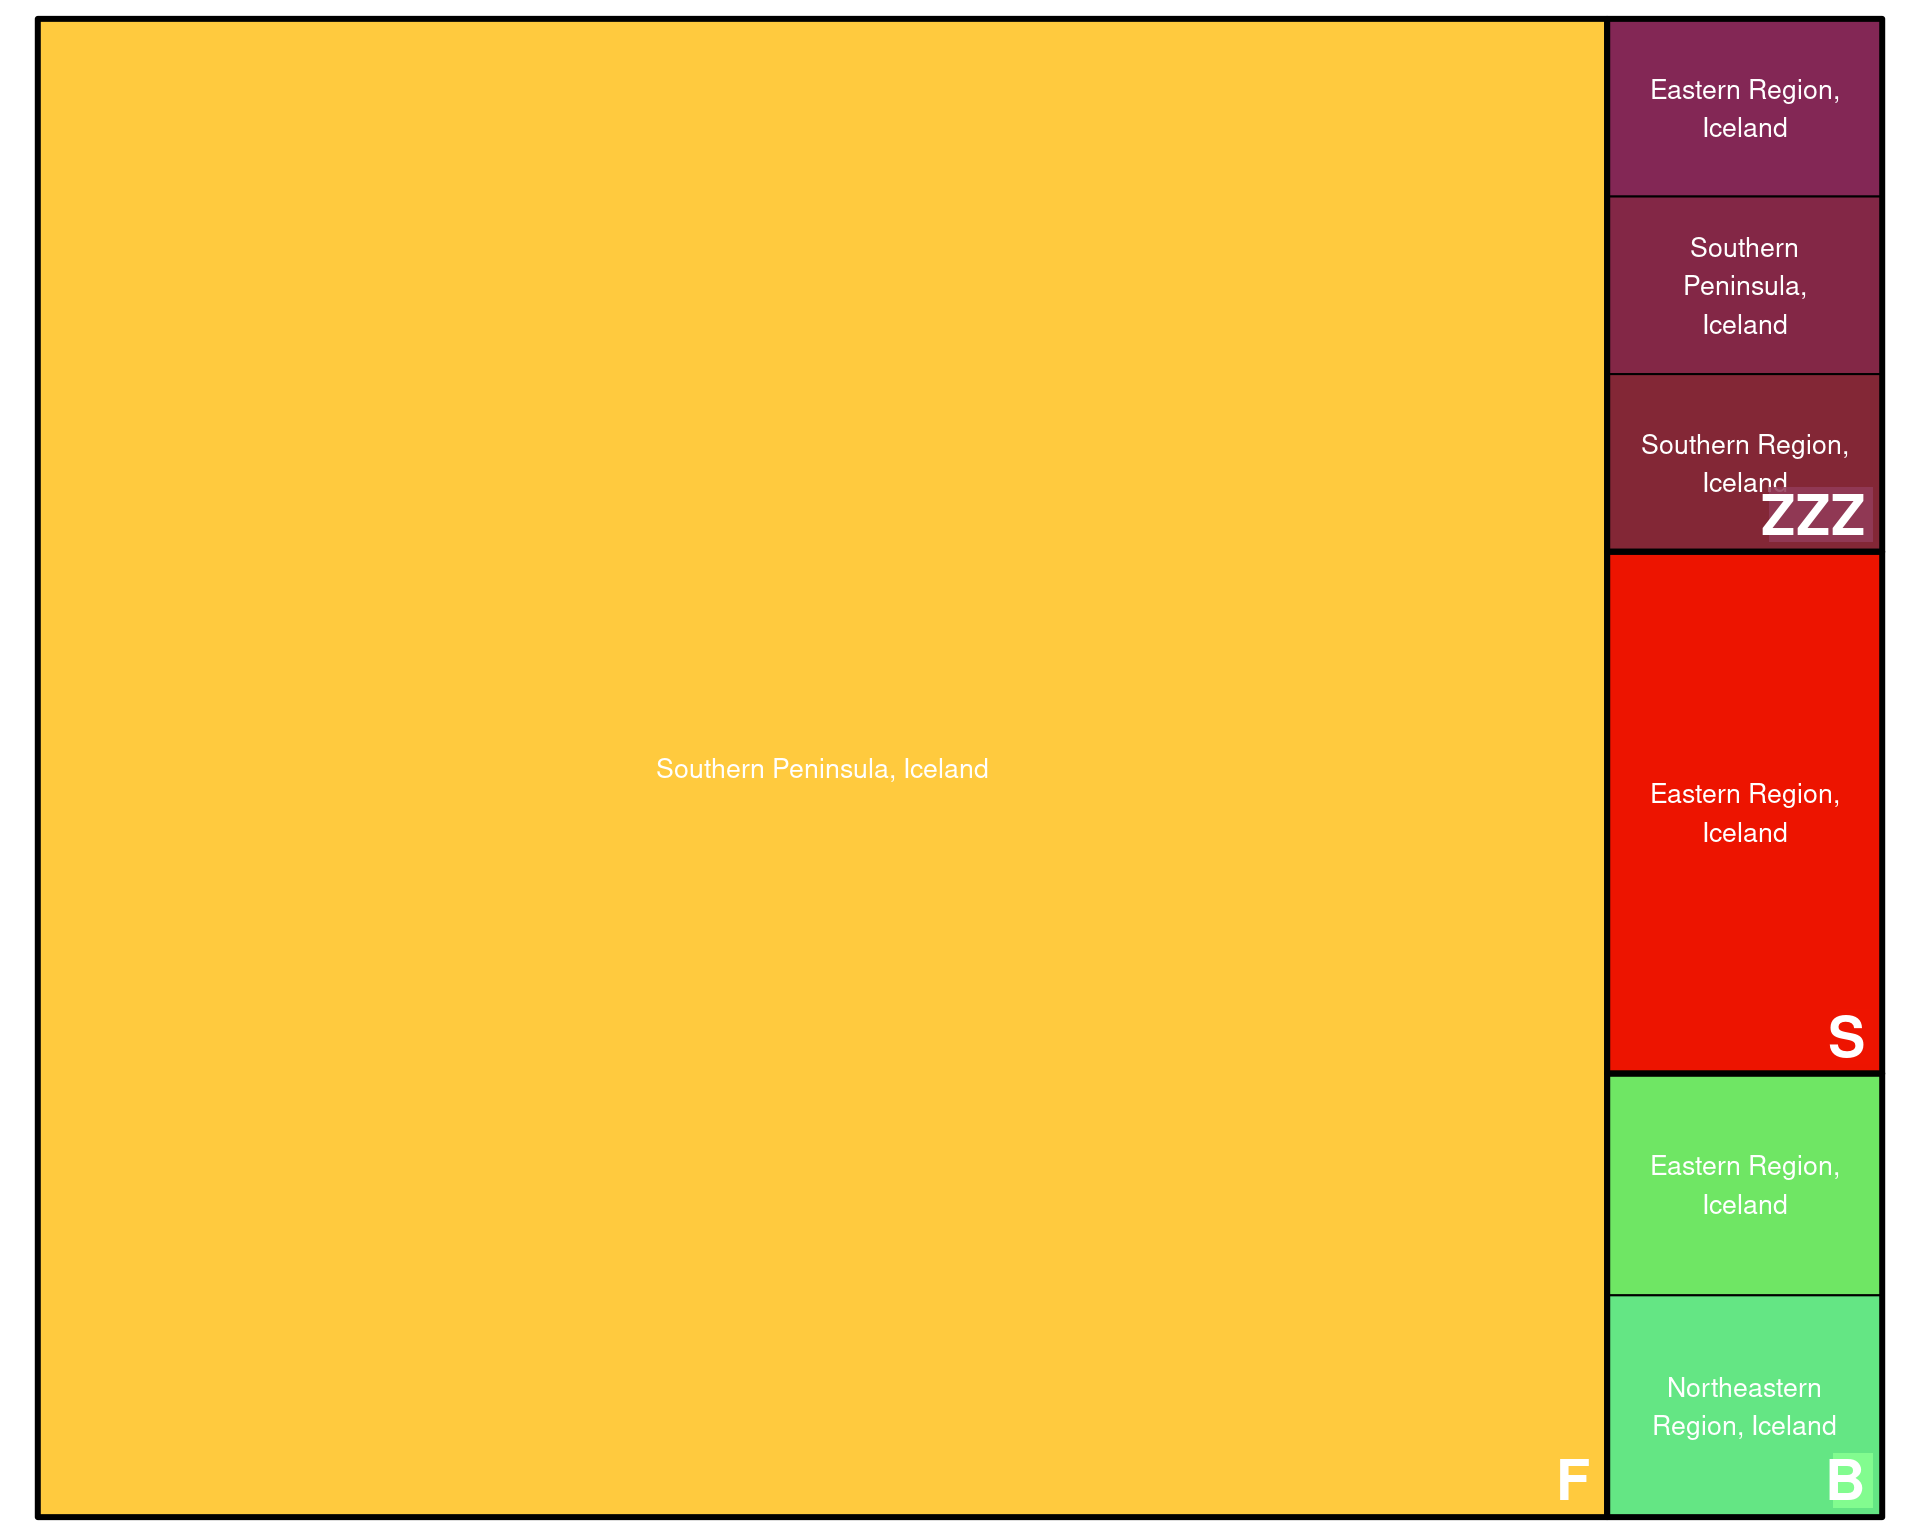 Southern Peninsula, Iceland
F
Eastern Region,
Iceland
Southern
Peninsula,
Iceland
Southern Region,
Iceland
ZZZ
Eastern Region,
Iceland
S
Eastern Region,
Iceland
Northeastern
Region, Iceland
B